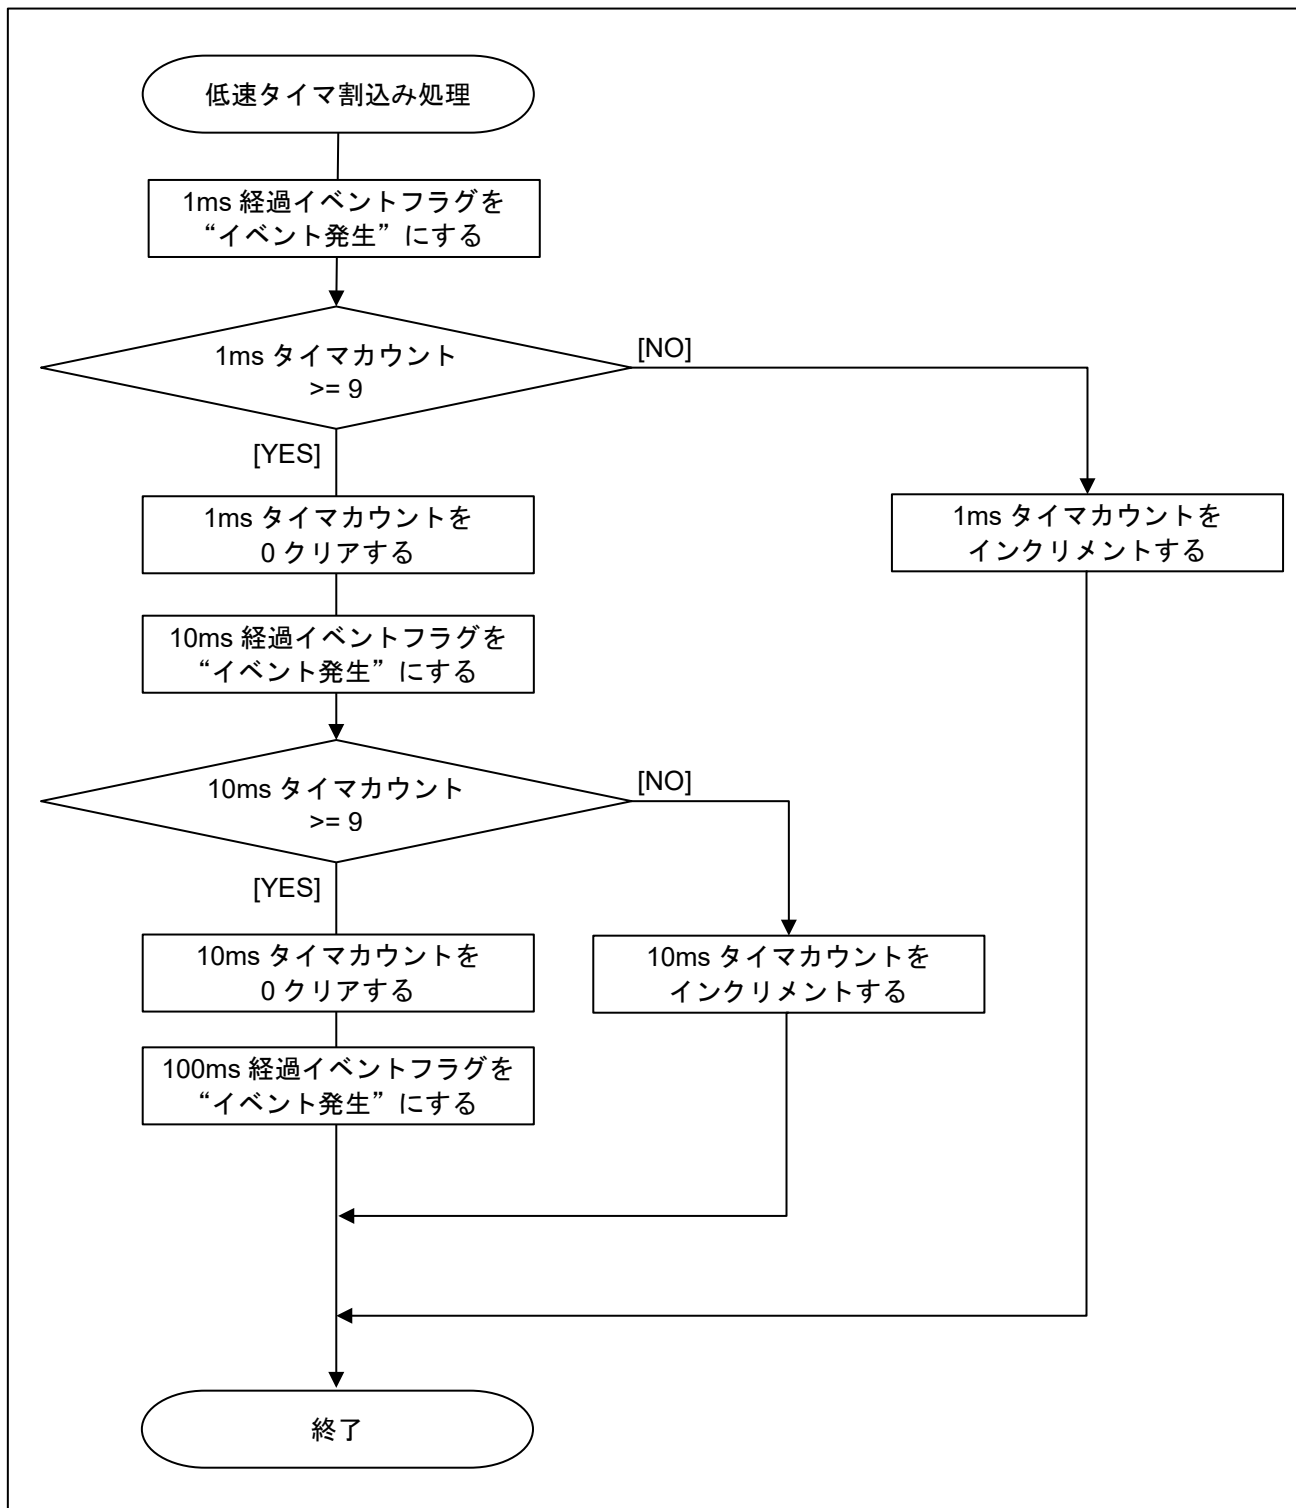 低速タイマ割込み処理
1ms 経過イベントフラグを
“イベント発生”にする
1ms タイマカウント
>= 9
[NO]
[YES]
1ms タイマカウントを
0 クリアする
1ms タイマカウントを
インクリメントする
10ms 経過イベントフラグを
“イベント発生”にする
10ms タイマカウント
>= 9
[NO]
[YES]
10ms タイマカウントを
0 クリアする
10ms タイマカウントを
インクリメントする
100ms 経過イベントフラグを
“イベント発生”にする
終了